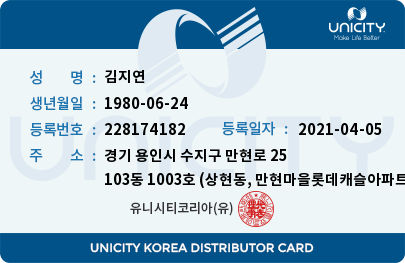 UNICITY
Make Life Better
성 명 : 김지연
생년월일 : 1980-06-24
등록번호 : 228174182 등록일자 : 2021-04-05
주 소 : 경기 용인시 수지구 만현로 25
103동 1003호 (상현동, 만현마을롯데캐슬아파트
유니시티코리아(유)
UNICITY KOREA DISTRIBUTOR CARD